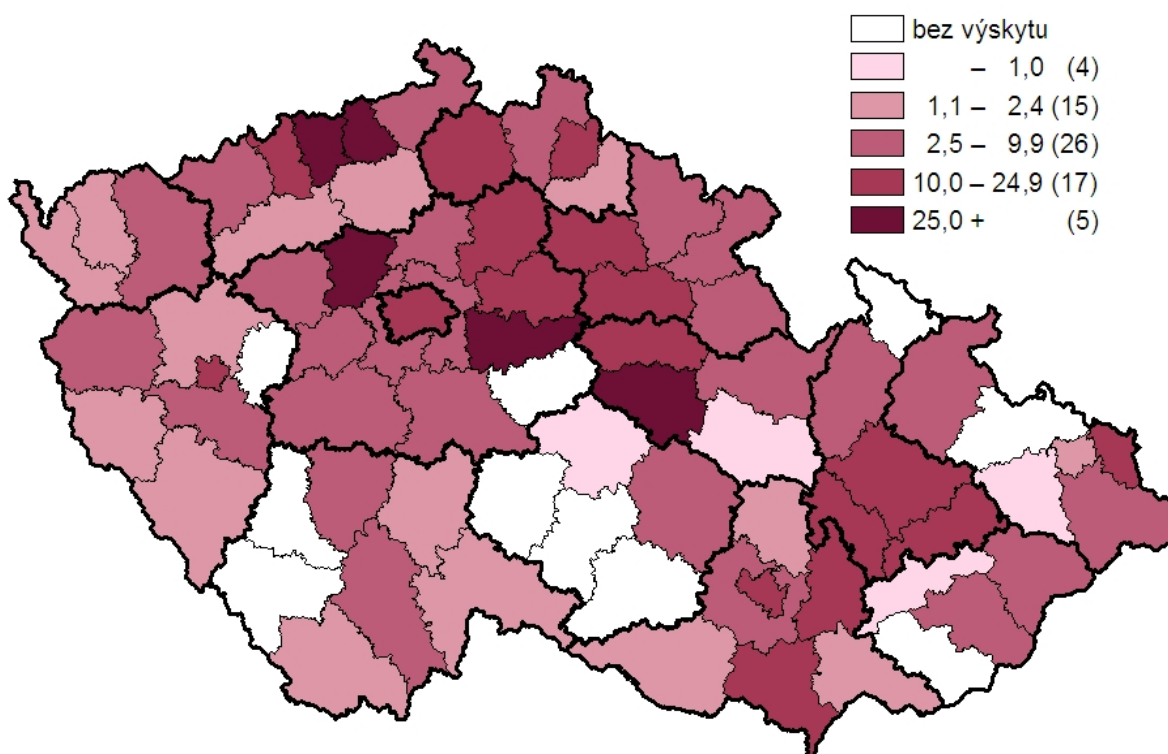 bez výskytu
– 1,0 (4)
1,1 – 2,4 (15)
2,5 – 9,9 (26)
10,0 – 24,9 (17)
25,0 + (5)